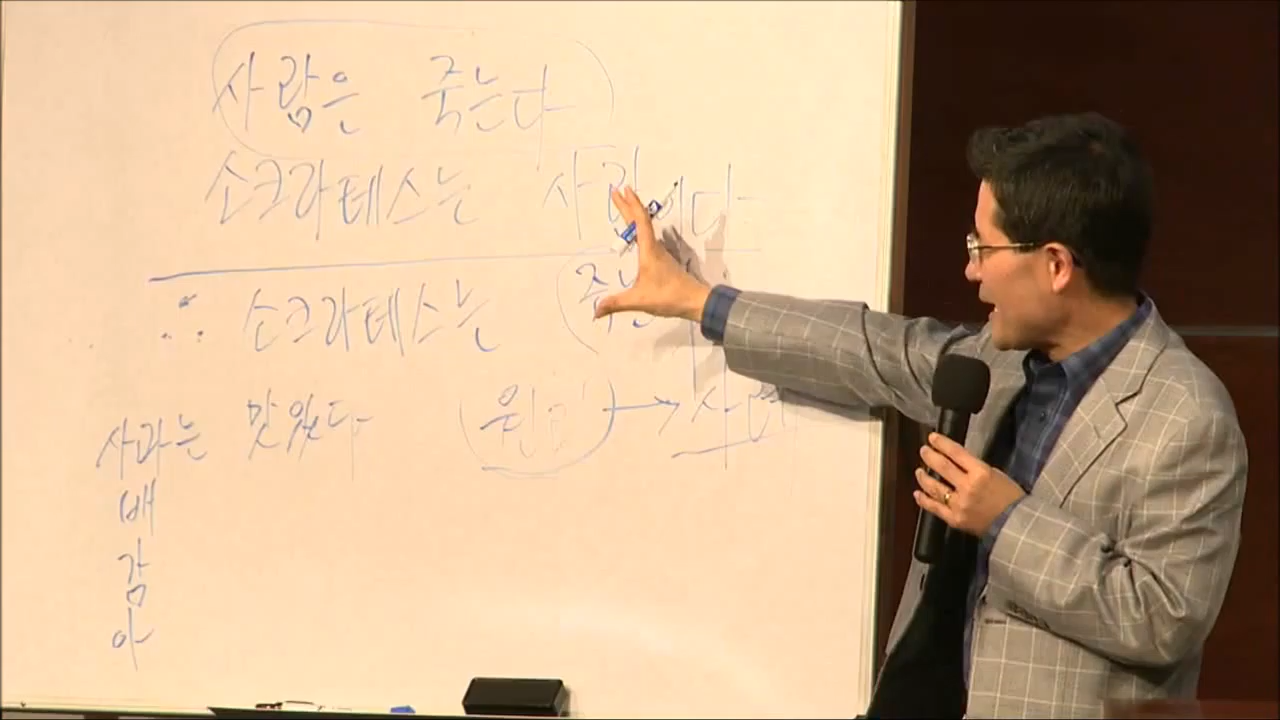 사람은 죽는다
소크라테스는 사람이다
∴ 소크라테스는
사과는 맛있다
배
감
아